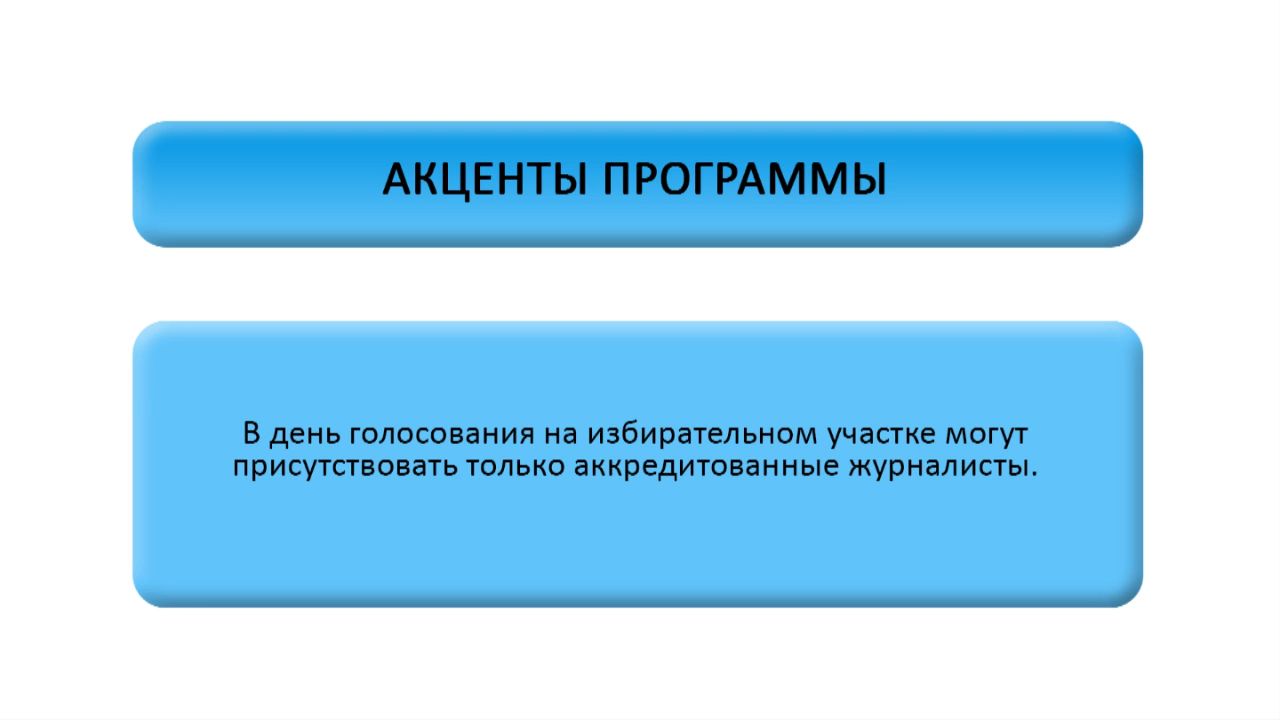 АКЦЕНТЫ ПРОГРАММЫ
В день голосования на избирательном участке могут
присутствовать только аккредитованные журналисты.